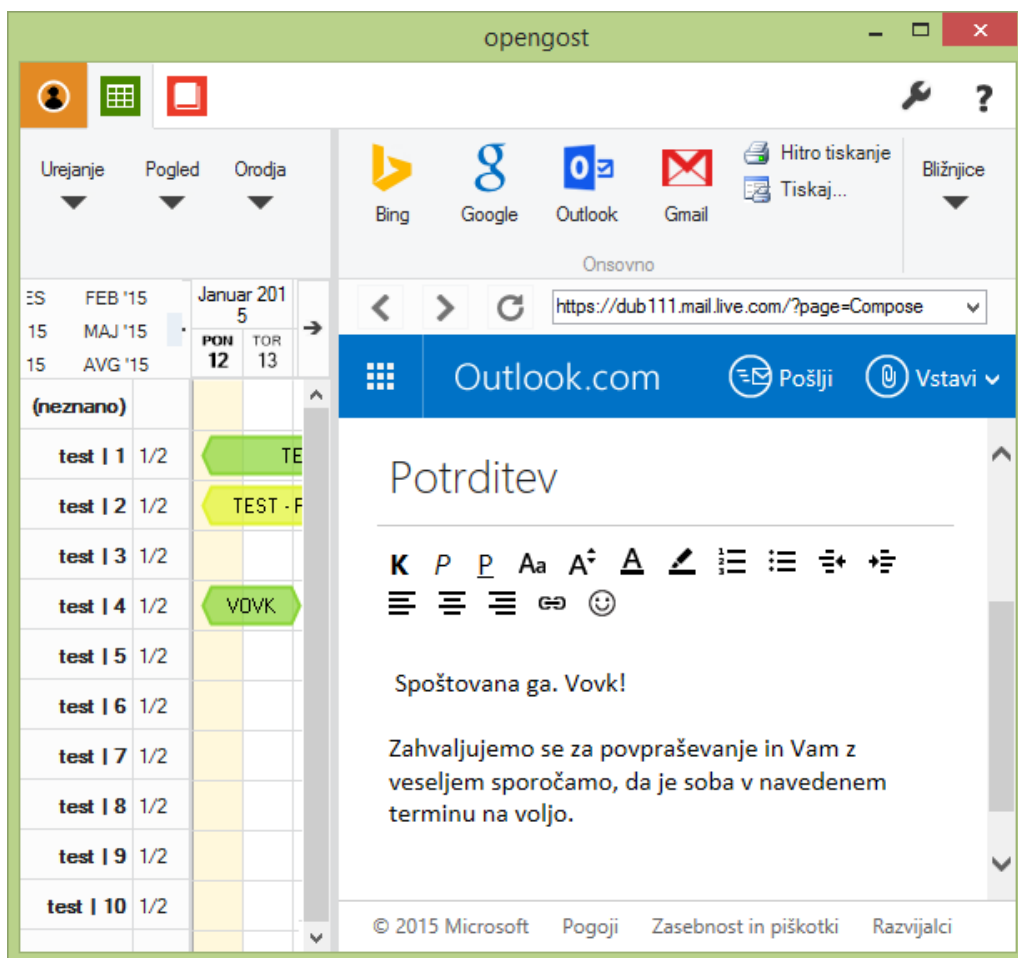 opengost
Urejanje Pogled Orodja
Bing Google Outlook Gmail
Hitro tiskanje
Tiskaj...
Bližnjice
Onsovno
ES FEB '15
15 MAJ '15
15 AVG '15
Januar 201
5
PON TOR
12 13
https://dub111.mail.live.com/?page=Compose
Outlook.com Pošlji Vstavi
(neznano)
test | 1 1/2 TE
test | 2 1/2 TEST - F
test | 3 1/2
test | 4 1/2 VOVK
test | 5 1/2
test | 6 1/2
test | 7 1/2
test | 8 1/2
test | 9 1/2
test | 10 1/2
Potrditev
K P P Aa A A
Spoštovana ga. Vovk!
Zahvaljujemo se za povpraševanje in Vam z
veseljem sporočamo, da je soba v navedenem
terminu na voljo.
© 2015 Microsoft Pogoji Zasebnost in piškotki Razvijalci